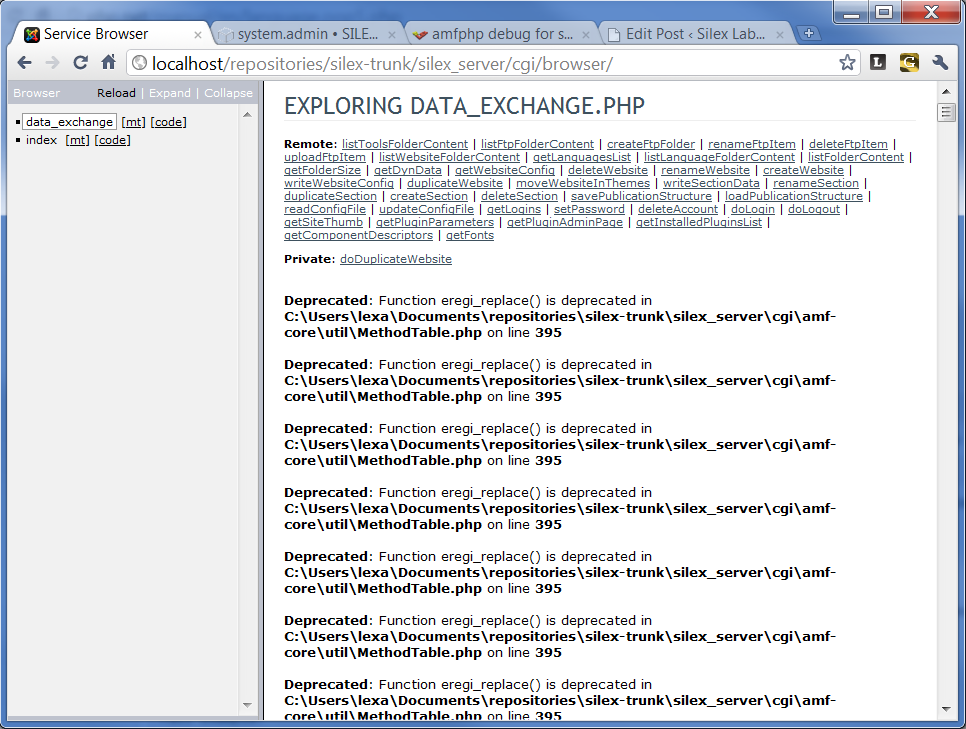 Service Browser
system.admin • SILE...
amfphp debug for s...
Edit Post ‹ Silex Lab...
localhost/repositories/silex-trunk/silex_server/cgi/browser/
L
G
Browser Reload | Expand | Collapse
data_exchange [mt] [code]
index [mt] [code]
EXPLORING DATA_EXCHANGE.PHP
Remote: listToolsFolderContent | listFtpFolderContent | createFtpFolder | renameFtpItem | deleteFtpItem |
uploadFtpItem | listWebsiteFolderContent | getLanguagesList | listLanguageFolderContent | listFolderContent |
getFolderSize | getDynData | getWebsiteConfig | deleteWebsite | renameWebsite | createWebsite |
writeWebsiteConfig | duplicateWebsite | moveWebsiteInThemes | writeSectionData | renameSection |
duplicateSection | createSection | deleteSection | savePublicationStructure | loadPublicationStructure |
readConfigFile | updateConfigFile | getLogins | setPassword | deleteAccount | doLogin | doLogout |
getSiteThumb | getPluginParameters | getPluginAdminPage | getInstalledPluginsList |
getComponentDescriptors | getFonts
Private: doDuplicateWebsite
Deprecated: Function eregi_replace() is deprecated in
C:\Users\lexa\Documents\repositories\silex-trunk\silex_server\cgi\amf-
core\util\MethodTable.php on line 395
Deprecated: Function eregi_replace() is deprecated in
C:\Users\lexa\Documents\repositories\silex-trunk\silex_server\cgi\amf-
core\util\MethodTable.php on line 395
Deprecated: Function eregi_replace() is deprecated in
C:\Users\lexa\Documents\repositories\silex-trunk\silex_server\cgi\amf-
core\util\MethodTable.php on line 395
Deprecated: Function eregi_replace() is deprecated in
C:\Users\lexa\Documents\repositories\silex-trunk\silex_server\cgi\amf-
core\util\MethodTable.php on line 395
Deprecated: Function eregi_replace() is deprecated in
C:\Users\lexa\Documents\repositories\silex-trunk\silex_server\cgi\amf-
core\util\MethodTable.php on line 395
Deprecated: Function eregi_replace() is deprecated in
C:\Users\lexa\Documents\repositories\silex-trunk\silex_server\cgi\amf-
core\util\MethodTable.php on line 395
Deprecated: Function eregi_replace() is deprecated in
C:\Users\lexa\Documents\repositories\silex-trunk\silex_server\cgi\amf-
core\util\MethodTable.php on line 395